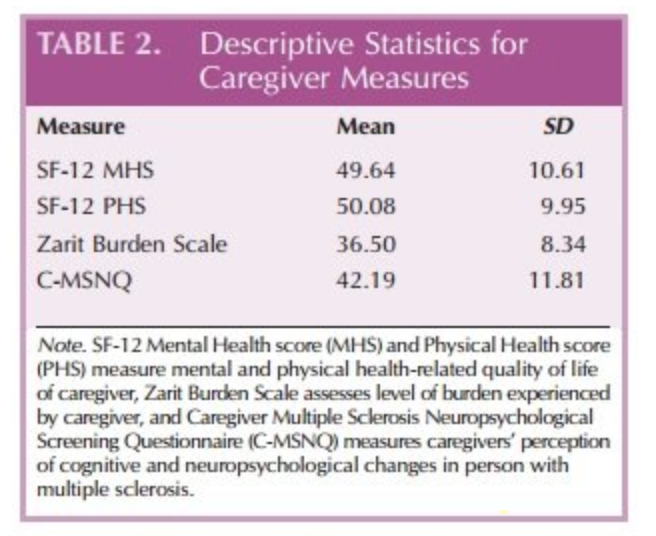 TABLE 2. Descriptive Statistics for
Caregiver Measures
Measure Mean SD
SF-12 MHS 49.64 10.61
SF-12 PHS 50.08 9.95
Zarit Burden Scale 36.50 8.34
C-MSNQ 42.19 11.81
Note. SF-12 Mental Health score (MHS) and Physical Health score
(PHS) measure mental and physical health-related quality of life
of caregiver, Zarit Burden Scale assesses level of burden experienced
by caregiver, and Caregiver Multiple Sclerosis Neuropsychological
Screening Questionnaire (C-MSNQ) measures caregivers’ perception
of cognitive and neuropsychological changes in person with
multiple sclerosis.